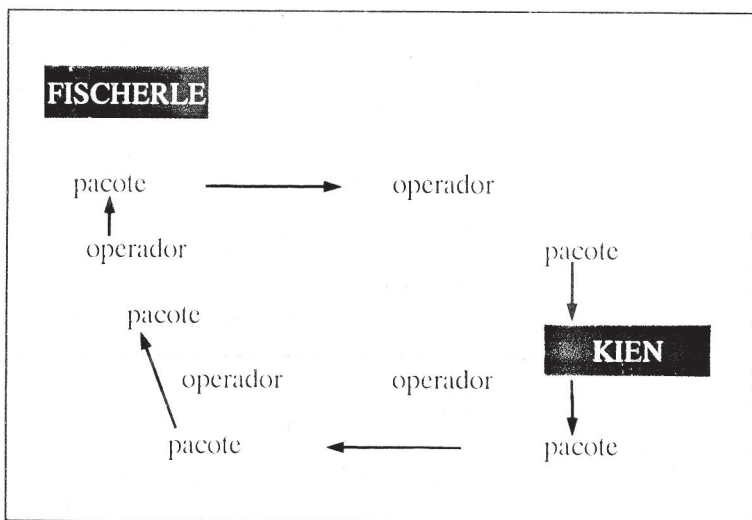 FISCHERLE
pacote operador
operador pacote
pacote
KIEN
operador operador
pacote pacote